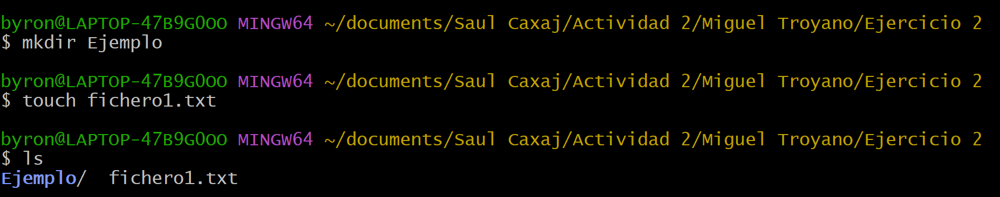 byron@LAPTOP-47B9G0OO MINGW64 ~/documents/Saul Caxaj/Actividad 2/Miguel Troyano/Ejercicio 2
$ mkdir Ejemplo
byron@LAPTOP-47B9G0OO MINGW64 ~/documents/Saul Caxaj/Actividad 2/Miguel Troyano/Ejercicio 2
$ touch fichero1.txt
byron@LAPTOP-47B9G0OO MINGW64 ~/documents/Saul Caxaj/Actividad 2/Miguel Troyano/Ejercicio 2
$ ls
Ejemplo/  fichero1.txt